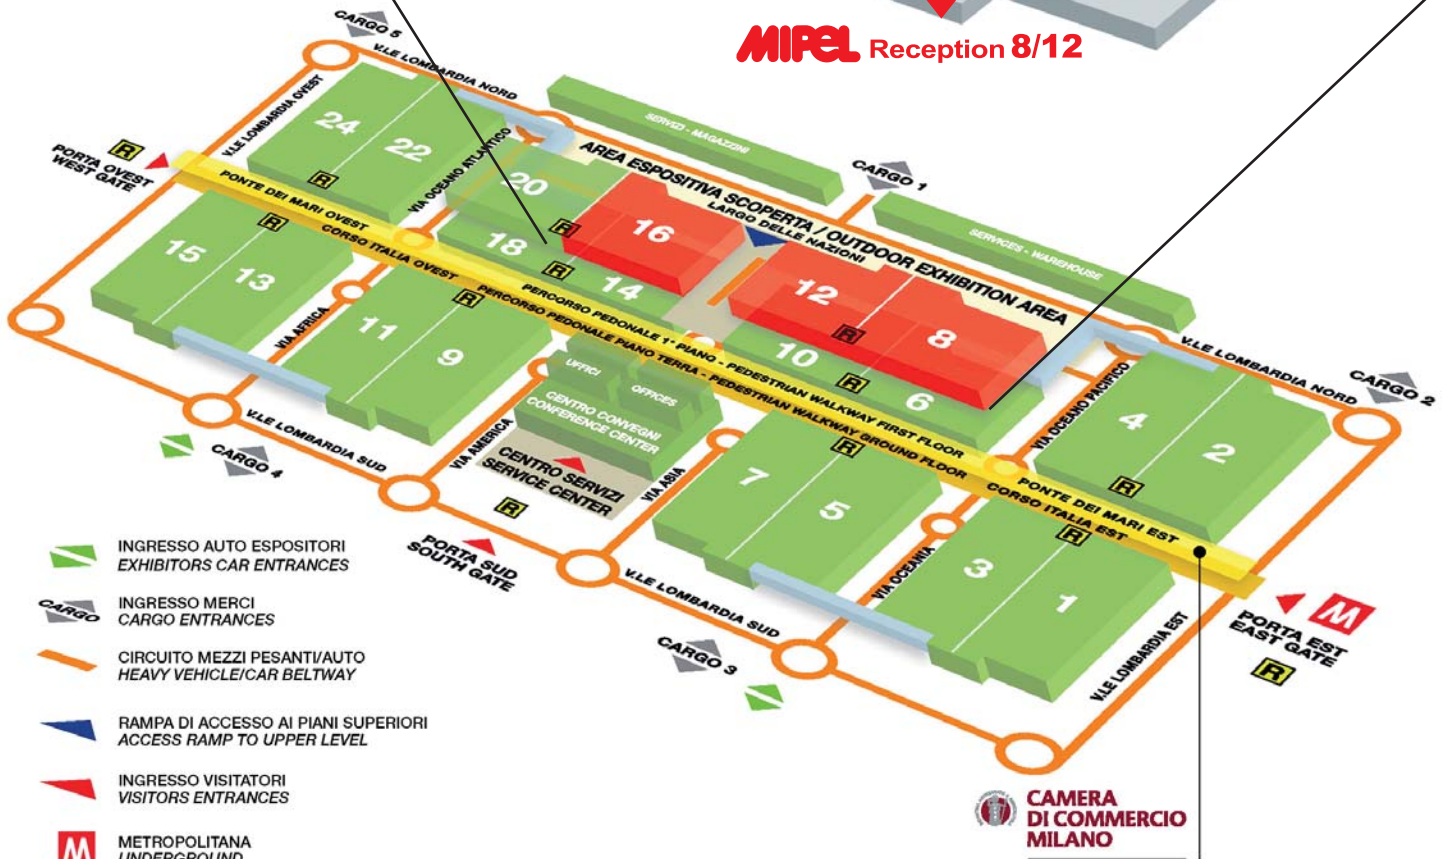 MIPEL Reception 8/12
CARGO 5
V.LE LOMBARDIA NORD
V.LE LOMBARDIA OVEST
SERVIZI - MAGAZZINI
24
22
R
PORTA OVEST
WEST GATE
VIA OCEANO ATLANTICO
AREA ESPOSITIVA SCOPERTA / OUTDOOR EXHIBITION AREA
LARGO DELLE NAZIONI
CARGO 1
SERVICES - WAREHOUSE
R
20
16
PONTE DEI MARI OVEST
CORSO ITALIA OVEST
R
R
18
R
14
12
8
R
15
13
R
10
R
6
PERCORSO PEDONALE 1° PIANO - PEDESTRIAN WALKWAY FIRST FLOOR
PERCORSO PEDONALE PIANO TERRA - PEDESTRIAN WALKWAY GROUND FLOOR
VIA AFRICA
11
9
V.LE LOMBARDIA NORD
CARGO 2
VIA OCEANO PACIFICO
4
2
UFFICI
OFFICES
CENTRO CONVEGNI
CONFERENCE CENTER
R
V.LE LOMBARDIA SUD
CARGO 4
VIA AMERICA
CENTRO SERVIZI
SERVICE CENTER
VIA ASIA
7
5
R
PONTE DEI MARI EST
CORSO ITALIA EST
R
R
PORTA SUD
SOUTH GATE
V.LE LOMBARDIA SUD
VIA OCEANIA
3
1
CARGO 3
V.LE LOMBARDIA EST
M
PORTA EST
EAST GATE
R
INGRESSO AUTO ESPOSITORI
EXHIBITORS CAR ENTRANCES
CARGO
INGRESSO MERCI
CARGO ENTRANCES
CIRCUITO MEZZI PESANTI/AUTO
HEAVY VEHICLE/CAR BELTWAY
RAMPA DI ACCESSO AI PIANI SUPERIORI
ACCESS RAMP TO UPPER LEVEL
INGRESSO VISITATORI
VISITORS ENTRANCES
M
METROPOLITANA
UNDERGROUND
CAMERA
DI COMMERCIO
MILANO